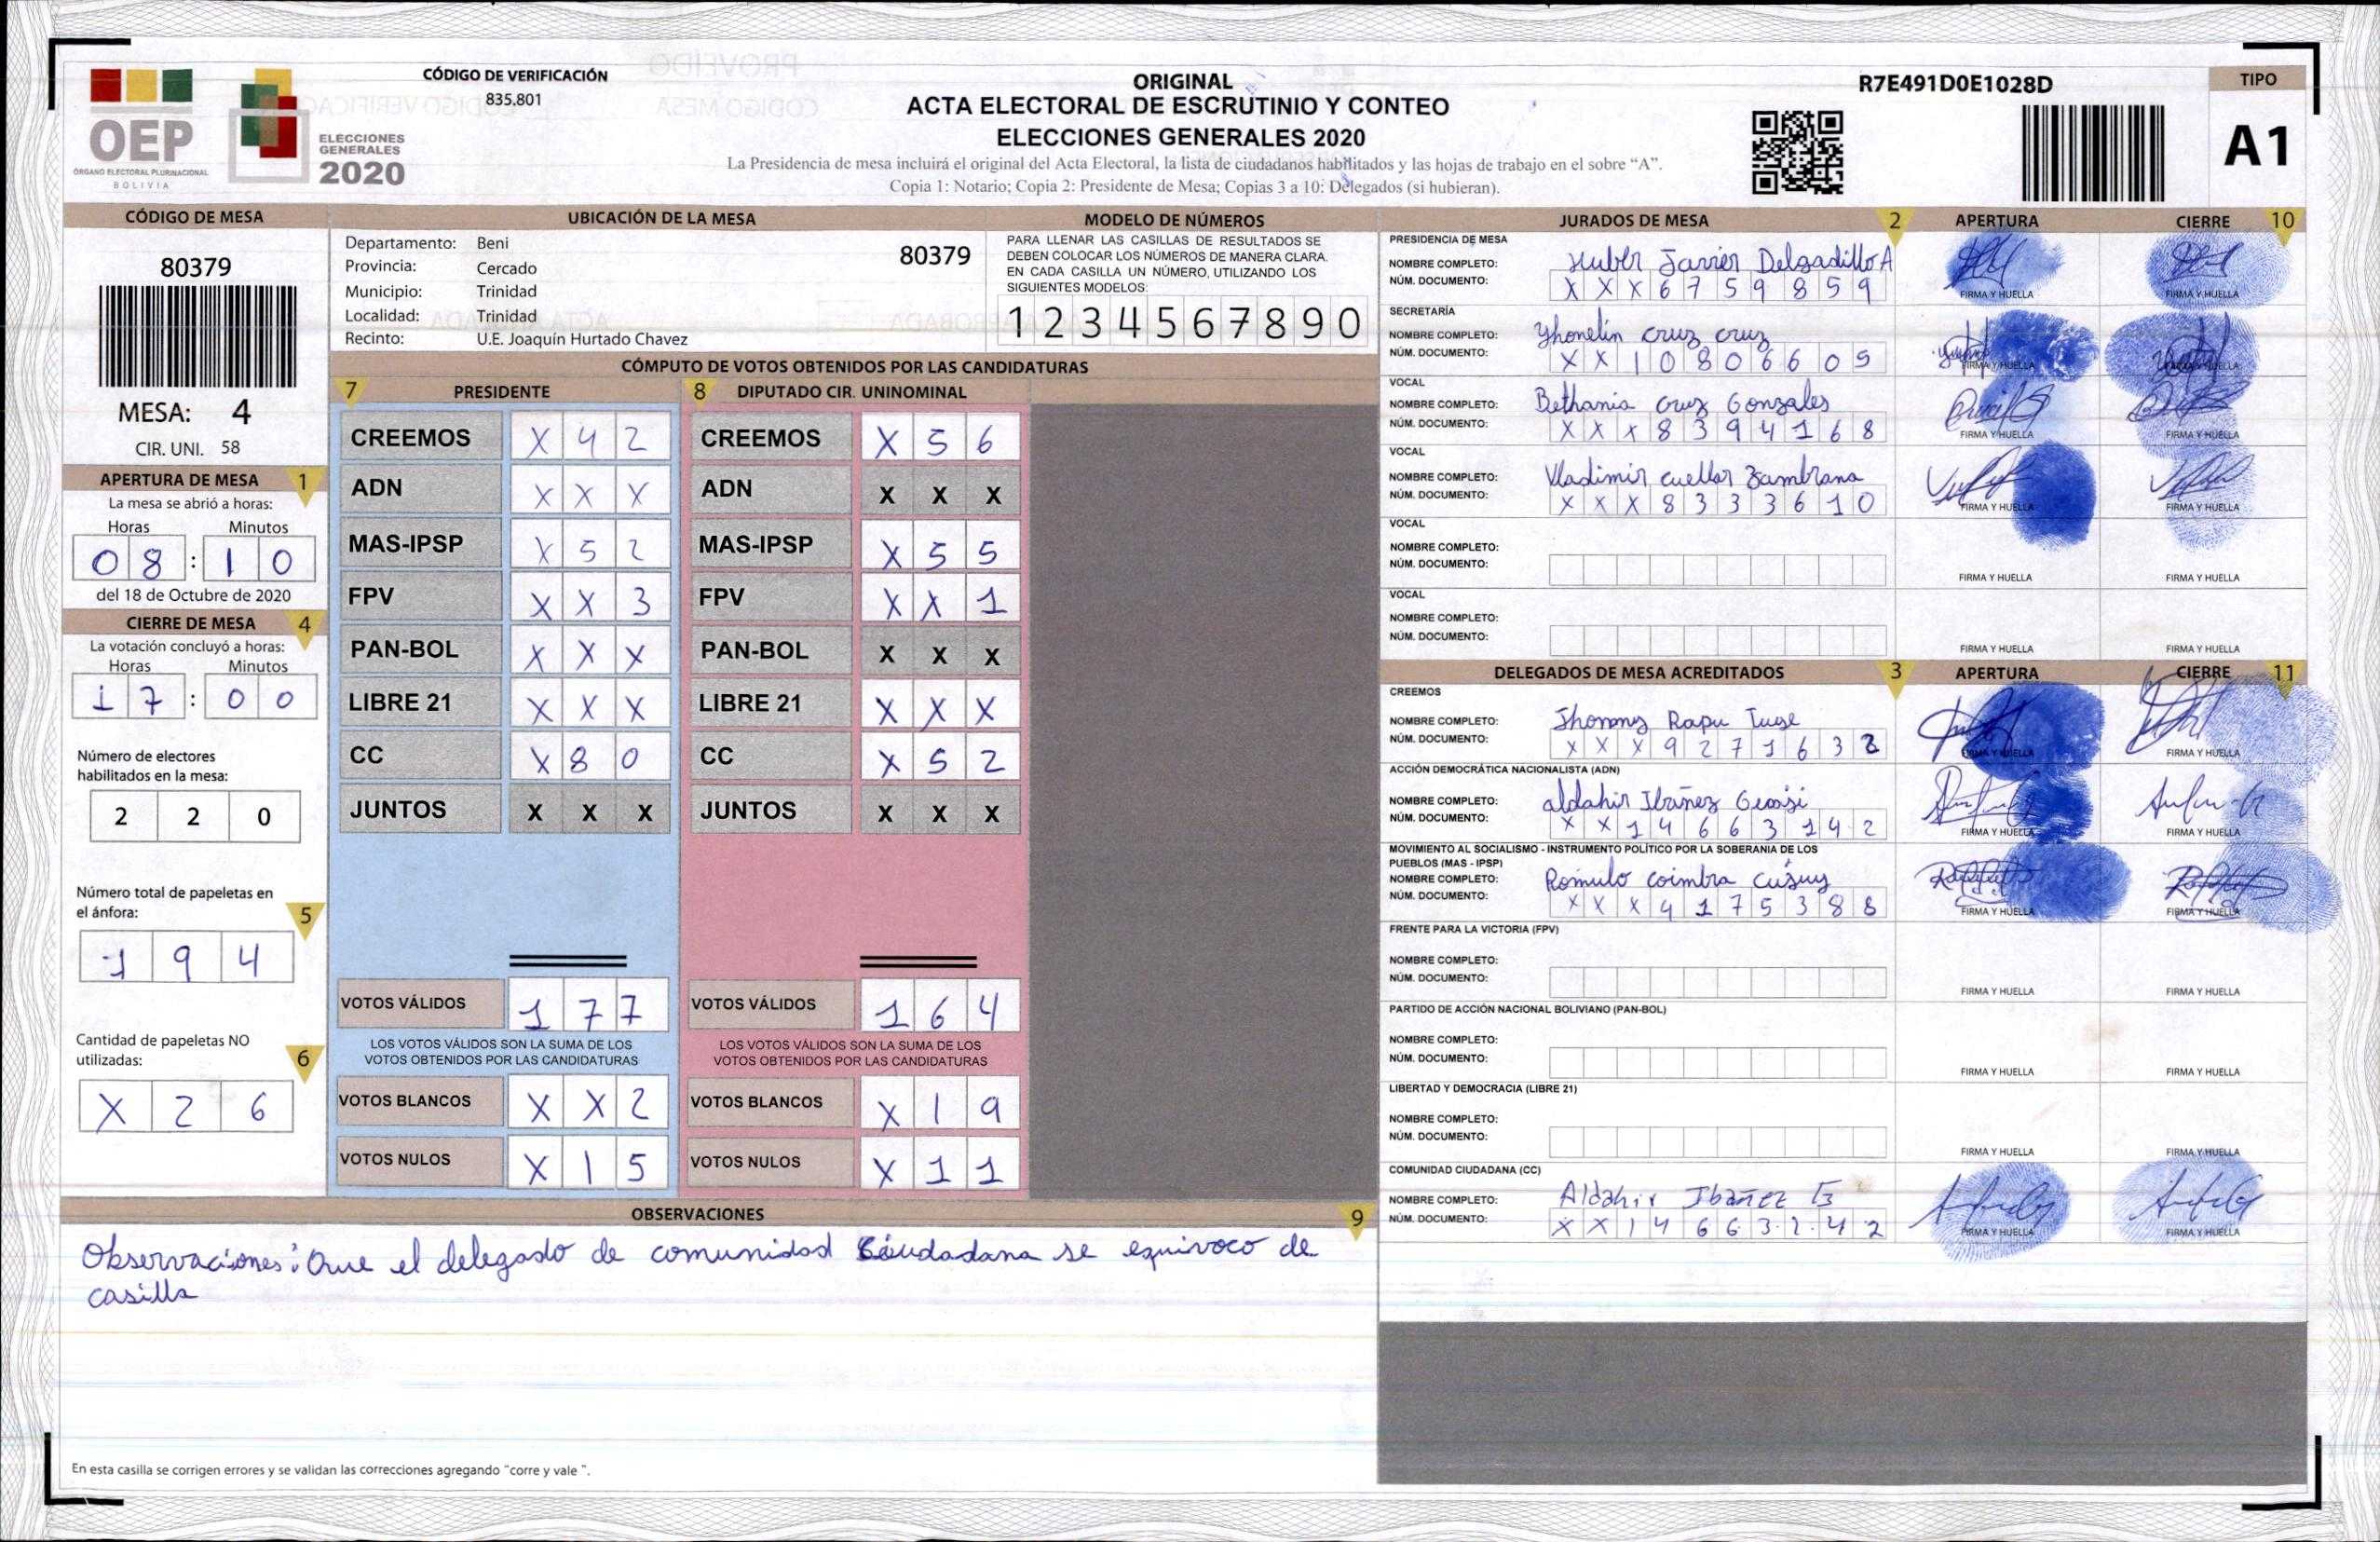 OEP
ÓRGANO ELECTORAL PLURINACIONAL
BOLIVIA
ELECCIONES
GENERALES
2020
CÓDIGO DE VERIFICACIÓN
835.801
ORIGINAL
ACTA ELECTORAL DE ESCRUTINIO Y CONTEO
ELECCIONES GENERALES 2020
La Presidencia de mesa incluirá el original del Acta Electoral, la lista de ciudadanos habilitados y las hojas de trabajo en el sobre “A”.
Copia 1: Notario; Copia 2: Presidente de Mesa; Copias 3 a 10: Delegados (si hubieran).
R7E491D0E1028D
TIPO
A1
CÓDIGO DE MESA
80379
MESA: 4
CIR. UNI. 58
APERTURA DE MESA 1
La mesa se abrió a horas:
Horas Minutos
0 8 : 1 0
del 18 de Octubre de 2020
CIERRE DE MESA 4
La votación concluyó a horas:
Horas Minutos
1 7 : 0 0
Número de electores
habilitados en la mesa:
2 2 0
Número total de papeletas en
el ánfora: 5
1 9 4
Cantidad de papeletas NO
utilizadas: 6
X 2 6
UBICACIÓN DE LA MESA
Departamento: Beni
80379
Provincia: Cercado
Municipio: Trinidad
Localidad: Trinidad
Recinto: U.E. Joaquín Hurtado Chavez
MODELO DE NÚMEROS
PARA LLENAR LAS CASILLAS DE RESULTADOS SE
DEBEN COLOCAR LOS NÚMEROS DE MANERA CLARA.
EN CADA CASILLA UN NÚMERO, UTILIZANDO LOS
SIGUIENTES MODELOS:
1 2 3 4 5 6 7 8 9 0
CÓMPUTO DE VOTOS OBTENIDOS POR LAS CANDIDATURAS
7 PRESIDENTE
CREEMOS X 4 2
ADN X X X
MAS-IPSP X 5 2
FPV X X 3
PAN-BOL X X X
LIBRE 21 X X X
CC X 8 0
JUNTOS X X X
VOTOS VÁLIDOS 1 7 7
LOS VOTOS VÁLIDOS SON LA SUMA DE LOS
VOTOS OBTENIDOS POR LAS CANDIDATURAS
VOTOS BLANCOS X X 2
VOTOS NULOS X 1 5
8 DIPUTADO CIR. UNINOMINAL
CREEMOS X 5 6
ADN X X X
MAS-IPSP X 5 5
FPV X X 1
PAN-BOL X X X
LIBRE 21 X X X
CC X 5 2
JUNTOS X X X
VOTOS VÁLIDOS 1 6 4
LOS VOTOS VÁLIDOS SON LA SUMA DE LOS
VOTOS OBTENIDOS POR LAS CANDIDATURAS
VOTOS BLANCOS X 1 9
VOTOS NULOS X 1 1
OBSERVACIONES 9
Observaciones: Que el delegado de comunidad Ciudadana se equivoco de
casilla
En esta casilla se corrigen errores y se validan las correcciones agregando “corre y vale ”.
JURADOS DE MESA 2 APERTURA CIERRE 10
PRESIDENCIA DE MESA
NOMBRE COMPLETO: Huber Javier Delgadillo A
NÚM. DOCUMENTO: X X X 6 7 5 9 8 5 9
FIRMA Y HUELLA FIRMA Y HUELLA
SECRETARÍA
NOMBRE COMPLETO: Yhonelin cruz cruz
NÚM. DOCUMENTO: X X 1 0 8 0 6 6 0 9
FIRMA Y HUELLA FIRMA Y HUELLA
VOCAL
NOMBRE COMPLETO: Bethania cruz Gonzales
NÚM. DOCUMENTO: X X X 8 3 9 4 1 6 8
FIRMA Y HUELLA FIRMA Y HUELLA
VOCAL
NOMBRE COMPLETO: Vladimir cuellar Zambrana
NÚM. DOCUMENTO: X X X 8 3 3 3 6 1 0
FIRMA Y HUELLA FIRMA Y HUELLA
VOCAL
NOMBRE COMPLETO:
NÚM. DOCUMENTO:
FIRMA Y HUELLA FIRMA Y HUELLA
VOCAL
NOMBRE COMPLETO:
NÚM. DOCUMENTO:
FIRMA Y HUELLA FIRMA Y HUELLA
DELEGADOS DE MESA ACREDITADOS 3 APERTURA CIERRE 11
CREEMOS
NOMBRE COMPLETO: Jhonny Rapu
NÚM. DOCUMENTO: X X X 9 2 7 1 6 3 2
FIRMA Y HUELLA FIRMA Y HUELLA
ACCIÓN DEMOCRÁTICA NACIONALISTA (ADN)
NOMBRE COMPLETO: aldahir Ibañez
NÚM. DOCUMENTO: X X 1 4 6 6 3 1 4 2
FIRMA Y HUELLA FIRMA Y HUELLA
MOVIMIENTO AL SOCIALISMO - INSTRUMENTO POLÍTICO POR LA SOBERANIA DE LOS
PUEBLOS (MAS - IPSP)
NOMBRE COMPLETO: Romulo coimbra
NÚM. DOCUMENTO: X X X 4 1 7 5 3 8 8
FIRMA Y HUELLA FIRMA Y HUELLA
FRENTE PARA LA VICTORIA (FPV)
NOMBRE COMPLETO:
NÚM. DOCUMENTO:
FIRMA Y HUELLA FIRMA Y HUELLA
PARTIDO DE ACCIÓN NACIONAL BOLIVIANO (PAN-BOL)
NOMBRE COMPLETO:
NÚM. DOCUMENTO:
FIRMA Y HUELLA FIRMA Y HUELLA
LIBERTAD Y DEMOCRACIA (LIBRE 21)
NOMBRE COMPLETO:
NÚM. DOCUMENTO:
FIRMA Y HUELLA FIRMA Y HUELLA
COMUNIDAD CIUDADANA (CC)
NOMBRE COMPLETO: Aldahir Ibañez G
NÚM. DOCUMENTO: X X 1 4 6 6 3 1 4 2
FIRMA Y HUELLA FIRMA Y HUELLA